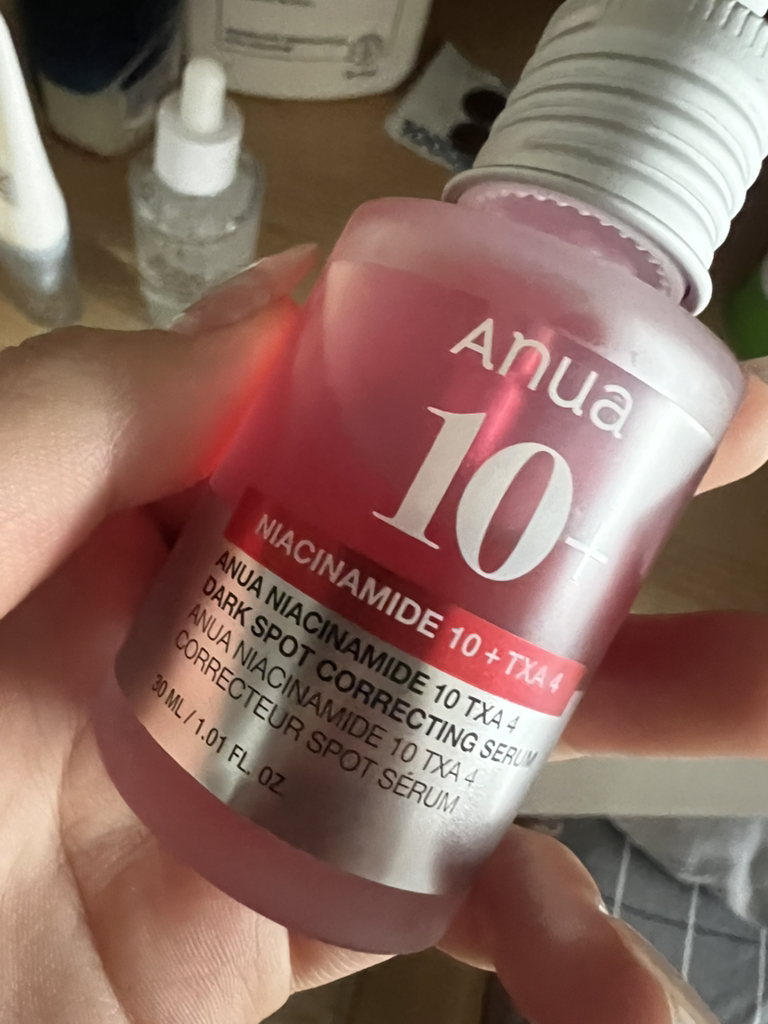 Anua
10+
NIACINAMIDE 10 + TXA 4
ANUA NIACINAMIDE 10 TXA 4
DARK SPOT CORRECTING SERUM
ANUA NIACINAMIDE 10 TXA 4
CORRECTEUR SPOT SÉRUM
30 ML / 1.01 FL. OZ.